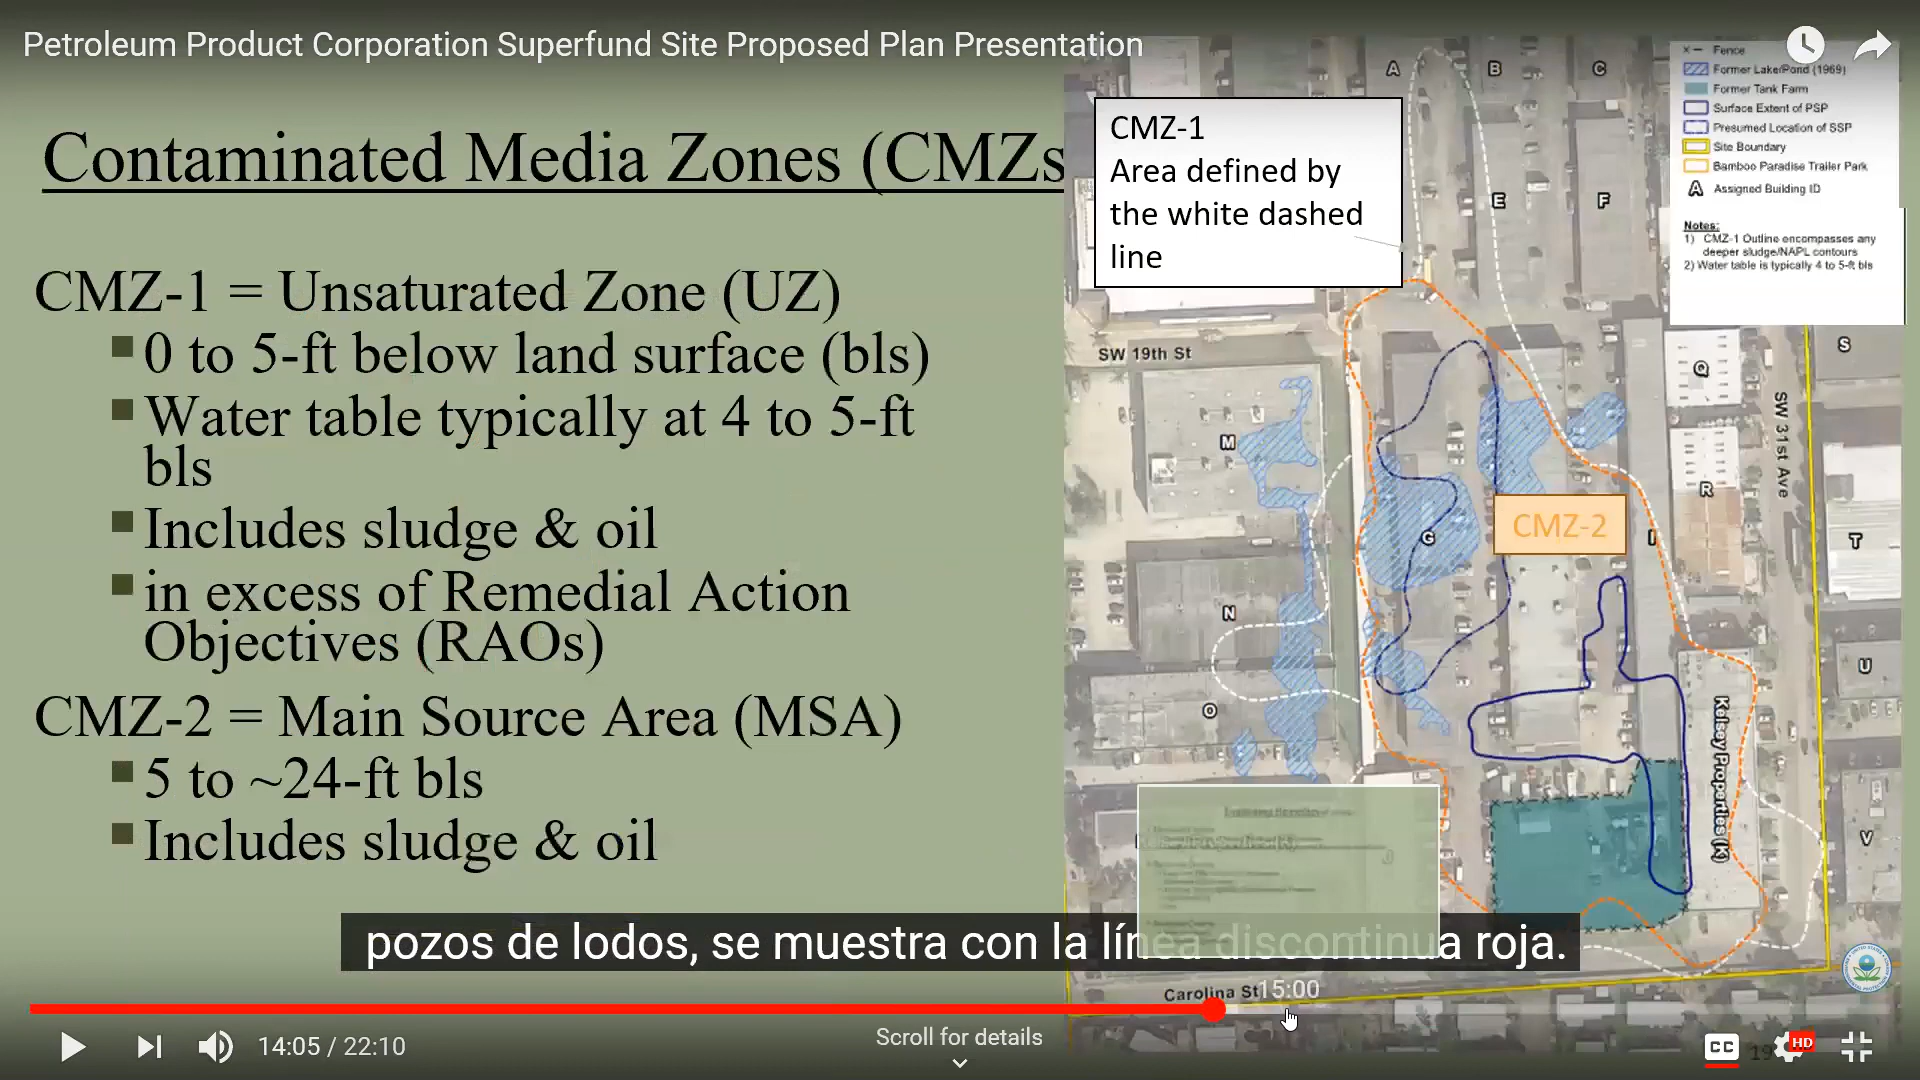 Petroleum Product Corporation Superfund Site Proposed Plan Presentation
Contaminated Media Zones (CMZs
CMZ-1 = Unsaturated Zone (UZ)
0 to 5-ft below land surface (bls)
Water table typically at 4 to 5-ft
bls
Includes sludge & oil
in excess of Remedial Action
Objectives (RAOs)
CMZ-2 = Main Source Area (MSA)
5 to ~24-ft bls
Includes sludge & oil
CMZ-1
Area defined by
the white dashed
line
A
B
C
E
F
SW 19th St
M
G
CMZ-2
I
N
O
Q
R
S
T
U
V
SW 31st Ave
Kelsey Properties (K)
Carolina St
Fence
Former Lake/Pond (1969)
Former Tank Farm
Surface Extent of PSP
Presumed Location of SSP
Site Boundary
Bamboo Paradise Trailer Park
A Assigned Building ID
Notes:
1) CMZ-1 Outline encompasses any
deeper sludge/NAPL contours
2) Water table is typically 4 to 5-ft bls
pozos de lodos, se muestra con la línea discontinua roja.
15:00
14:05 / 22:10
Scroll for details
CC
19
HD